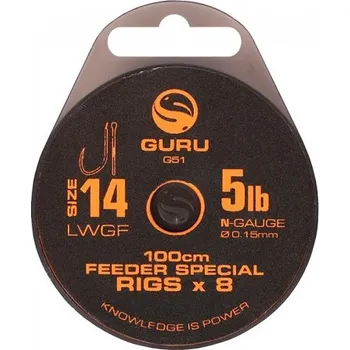 GURU
G51
SIZE 14
LWGF
5lb
N-GAUGE
Ø 0.15mm
100cm
FEEDER SPECIAL
RIGS x 8
KNOWLEDGE IS POWER